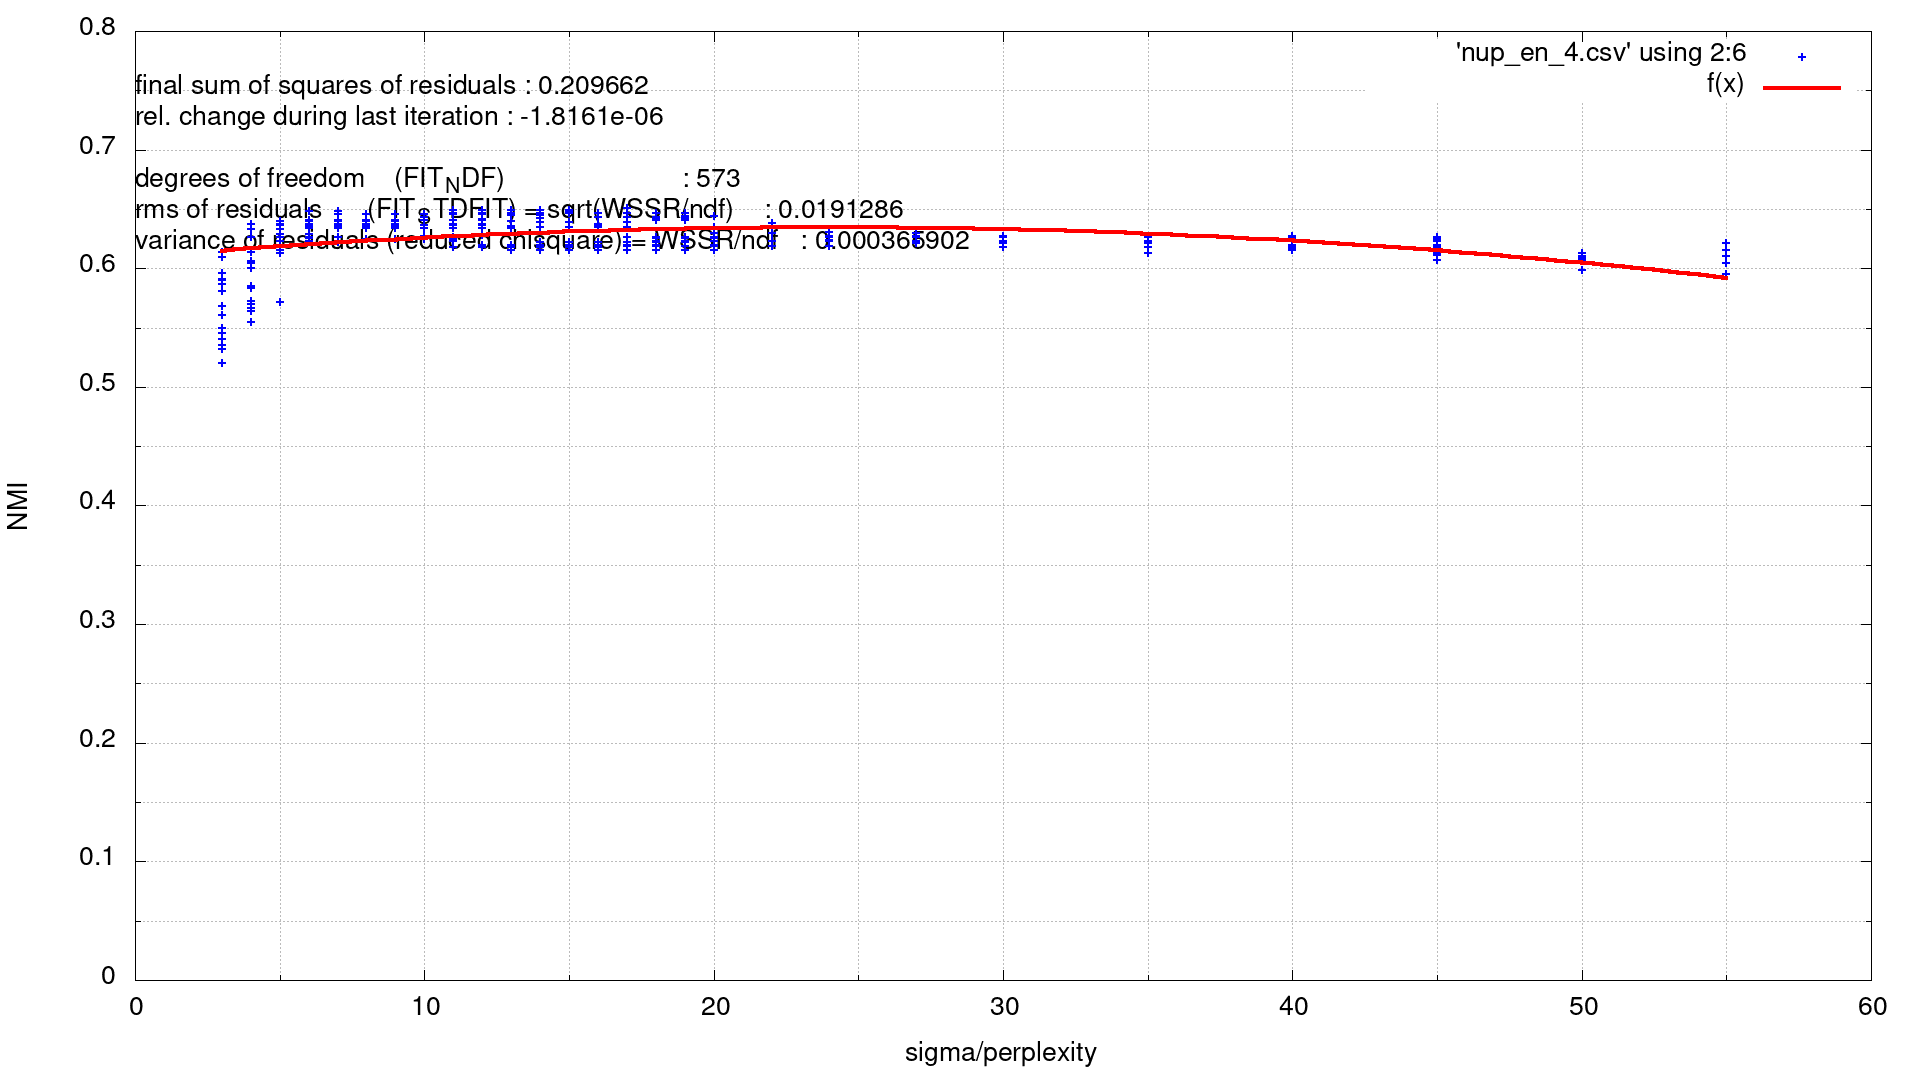 0.8
'nup_en_4.csv' using 2:6
f(x)
final sum of squares of residuals : 0.209662
rel. change during last iteration : -1.8161e-06
0.7
degrees of freedom (FIT_NDF) : 573
rms of residuals (FIT_STDFIT) = sqrt(WSSR/ndf) : 0.0191286
variance of residuals (reduced chisquare) = WSSR/ndf : 0.000365902
0.6
0.5
0.4
NMI
0.3
0.2
0.1
0
0 10 20 30 40 50 60
sigma/perplexity